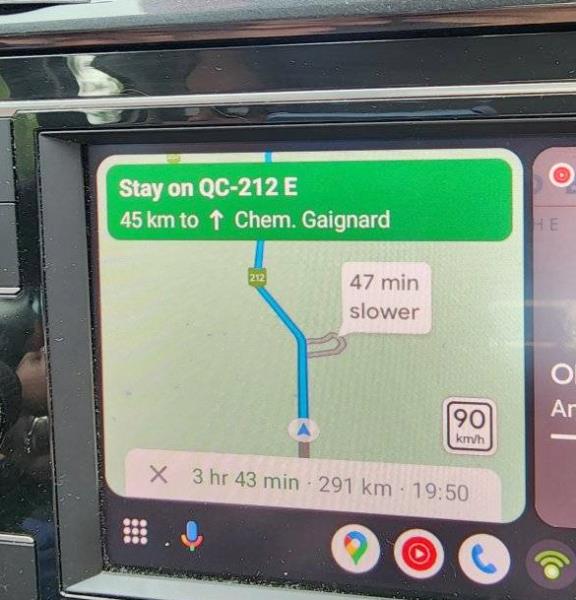 Stay on QC-212 E
45 km to ↑ Chem. Gaignard
212
47 min
slower
90
km/h
3 hr 43 min · 291 km · 19:50